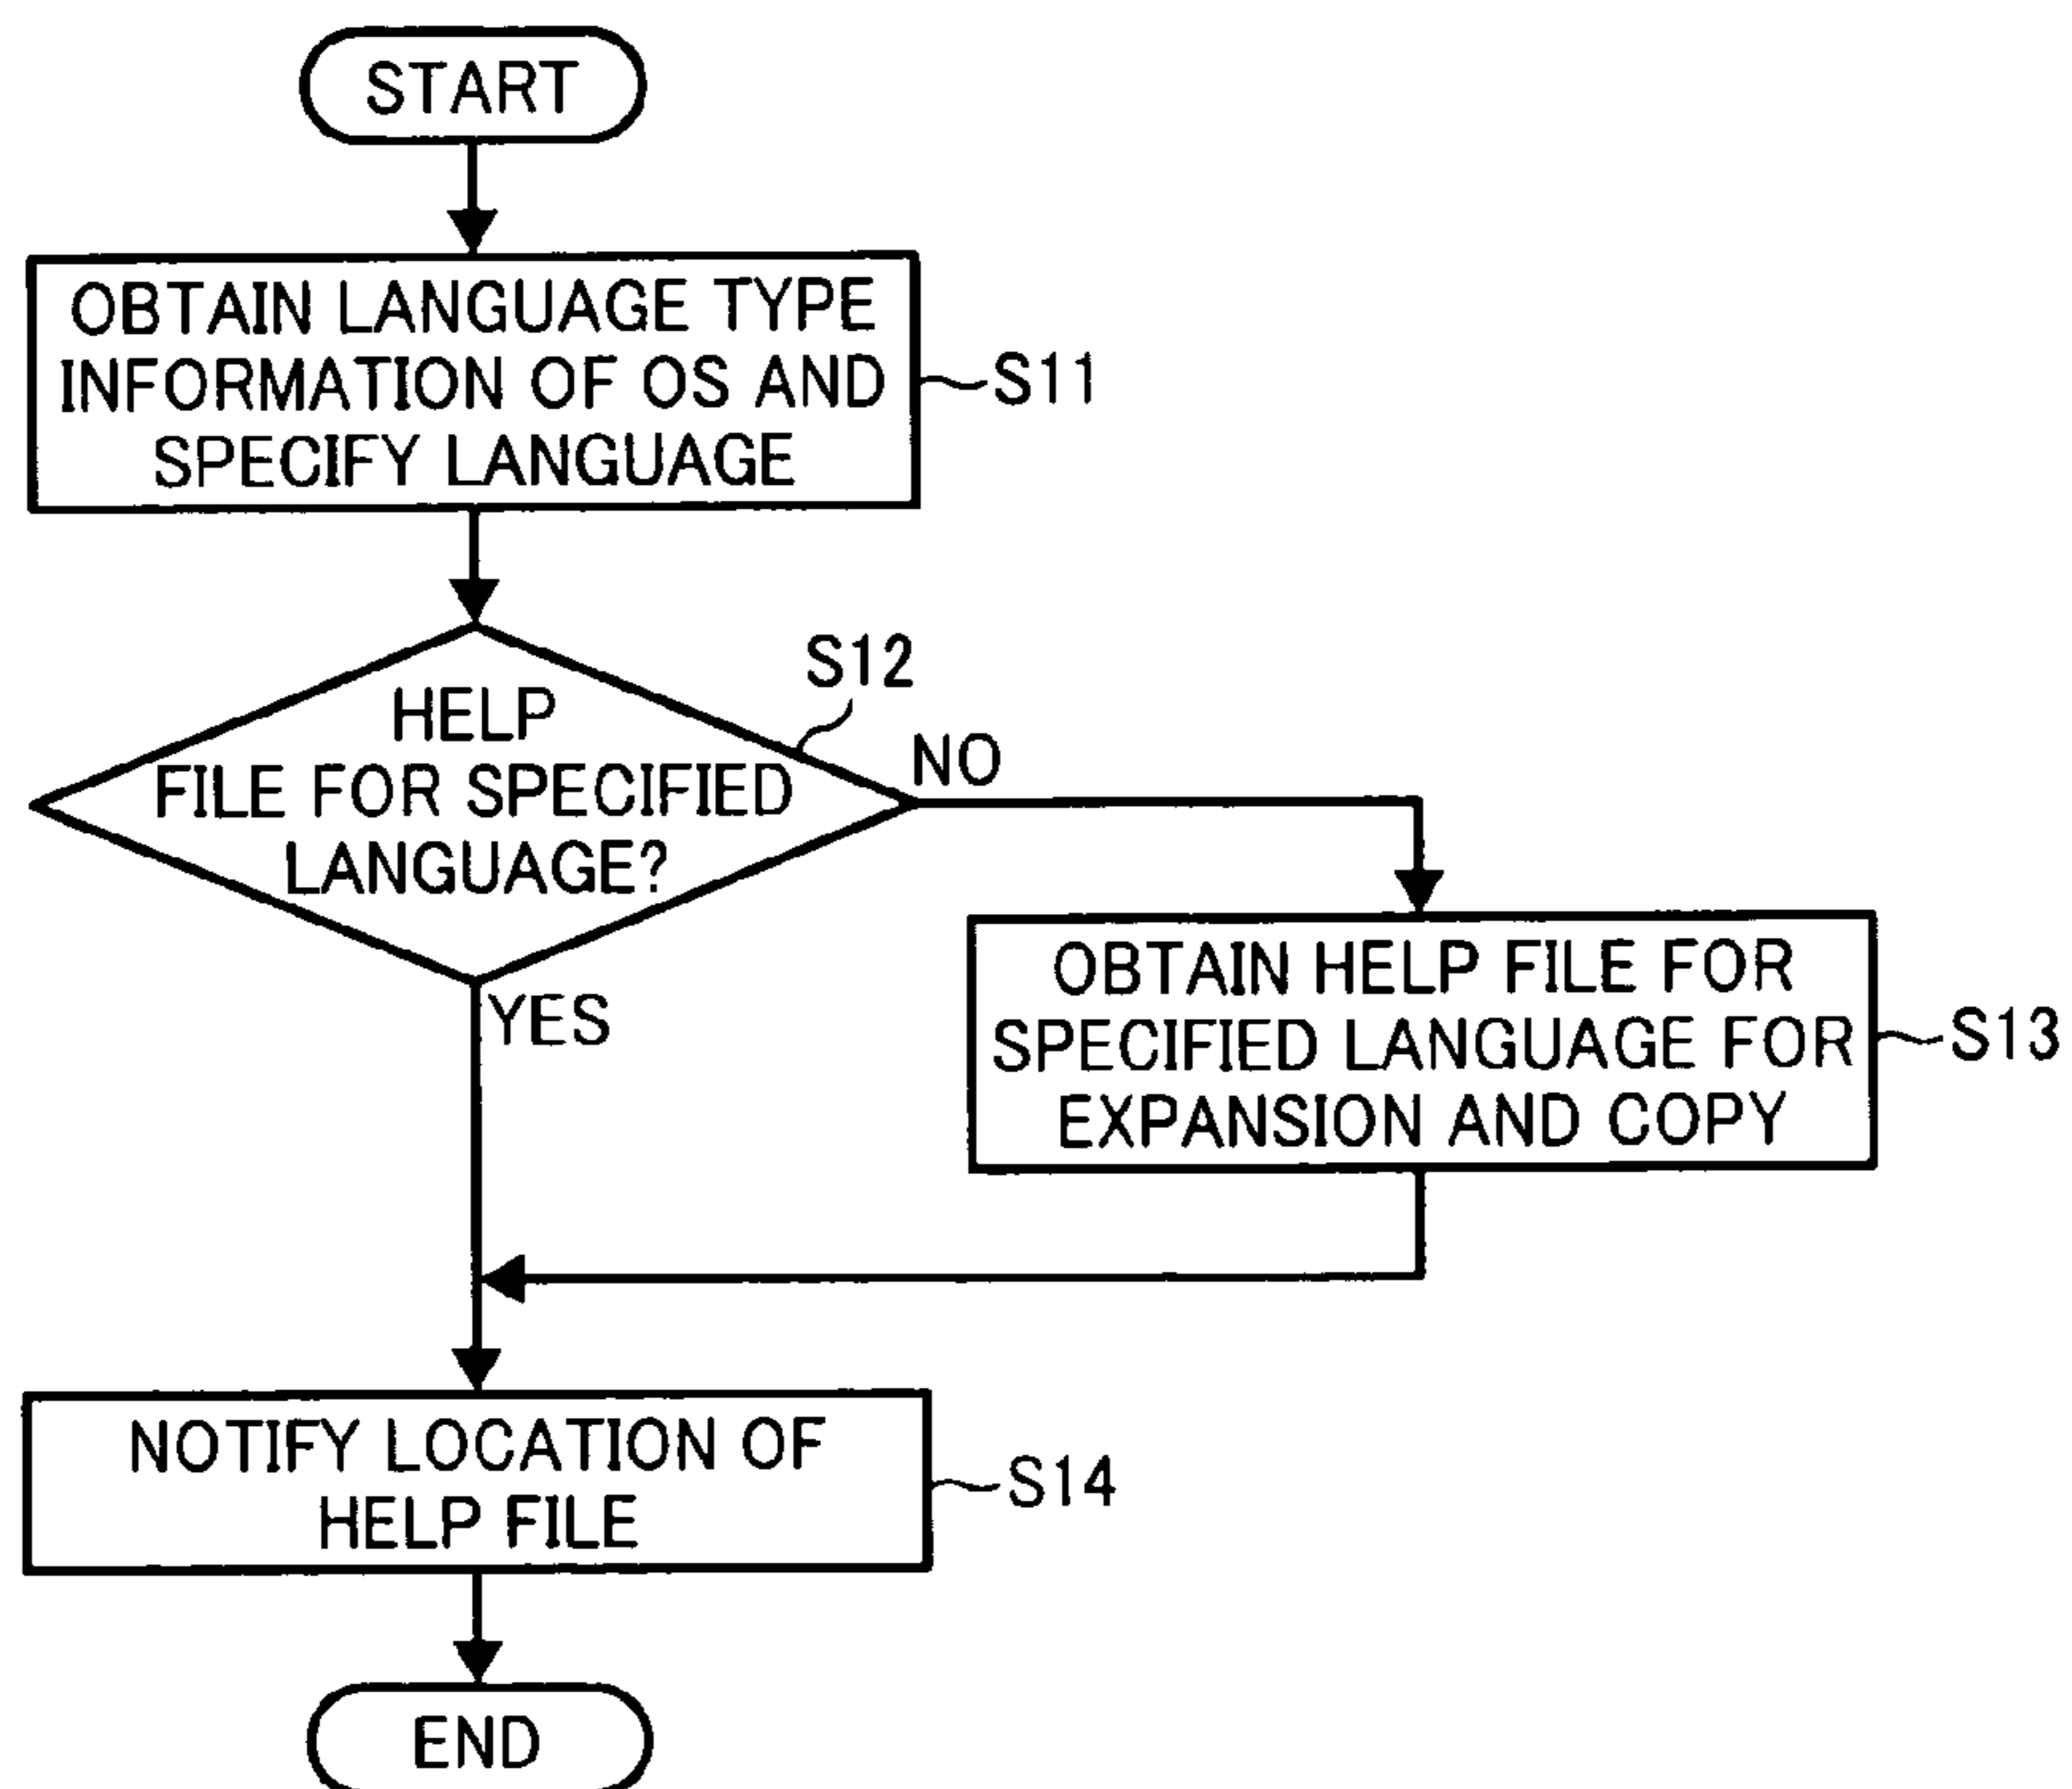 START
OBTAIN LANGUAGE TYPE
INFORMATION OF OS AND
SPECIFY LANGUAGE
S11
S12
HELP
FILE FOR SPECIFIED
LANGUAGE?
NO
YES
OBTAIN HELP FILE FOR
SPECIFIED LANGUAGE FOR
EXPANSION AND COPY
S13
NOTIFY LOCATION OF
HELP FILE
S14
END